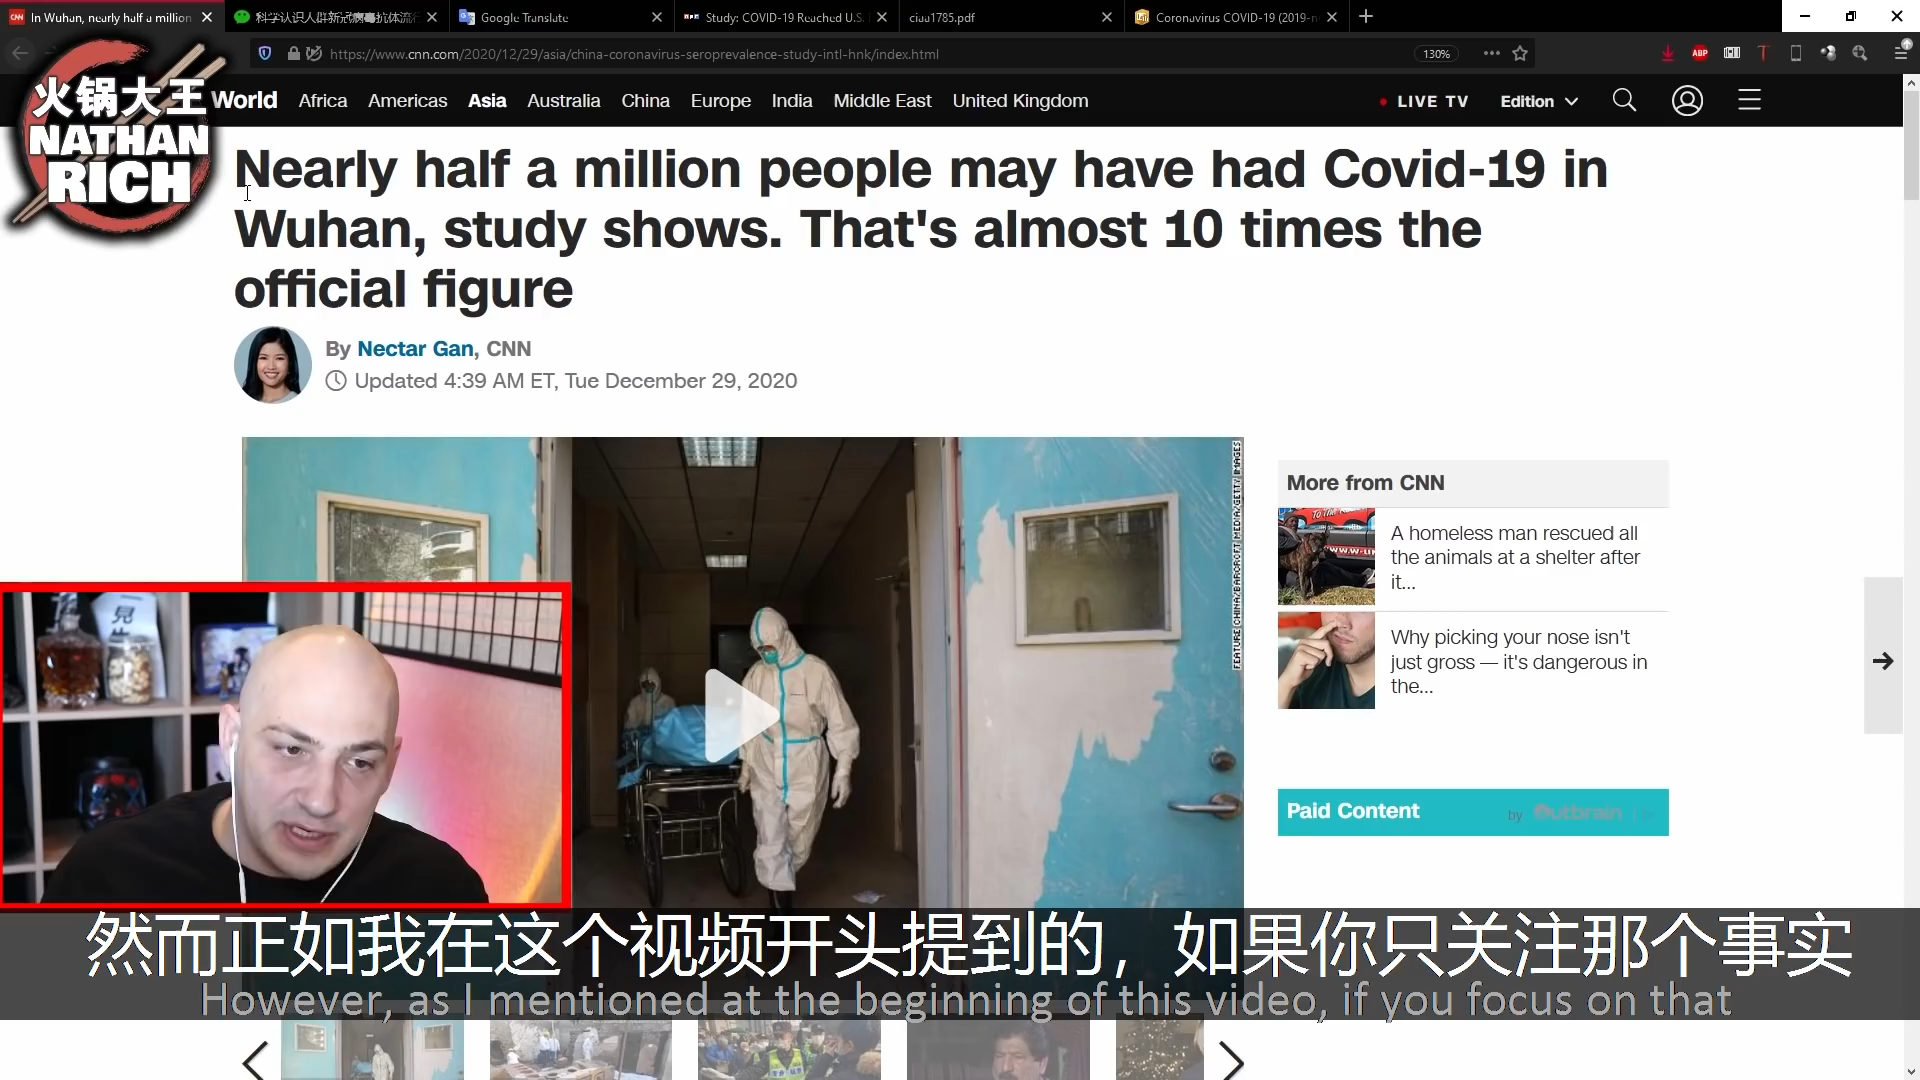 In Wuhan, nearly half a million
科学认识人群新冠病毒抗体流行
Google Translate
Study: COVID-19 Reached U.S.
ciaa1785.pdf
Coronavirus COVID-19 (2019-n
https://www.cnn.com/2020/12/29/asia/china-coronavirus-seroprevalence-study-intl-hnk/index.html
130%
ABP
火锅大王
NATHAN
RICH
World Africa Americas Asia Australia China Europe India Middle East United Kingdom
LIVE TV Edition
Nearly half a million people may have had Covid-19 in
Wuhan, study shows. That's almost 10 times the
official figure
By Nectar Gan, CNN
Updated 4:39 AM ET, Tue December 29, 2020
FEATURE CHINA/BARCROFT MEDIA/GETTY IMAGES
More from CNN
A homeless man rescued all
the animals at a shelter after
it...
Why picking your nose isn't
just gross — it's dangerous in
the...
Paid Content
by Outbrain
然而正如我在这个视频开头提到的，如果你只关注那个事实
However, as I mentioned at the beginning of this video, if you focus on that